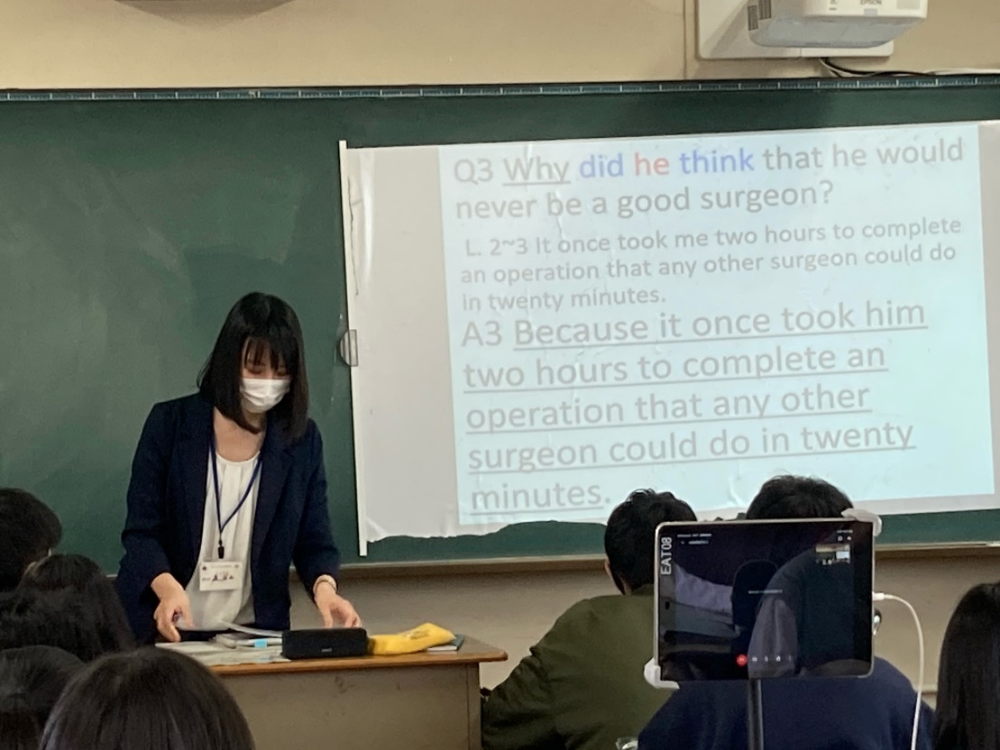 EPSON
Q3 Why did he think that he would
never be a good surgeon?
L. 2~3 It once took me two hours to complete
an operation that any other surgeon could do
in twenty minutes.
A3 Because it once took him
two hours to complete an
operation that any other
surgeon could do in twenty
minutes.
EAT08